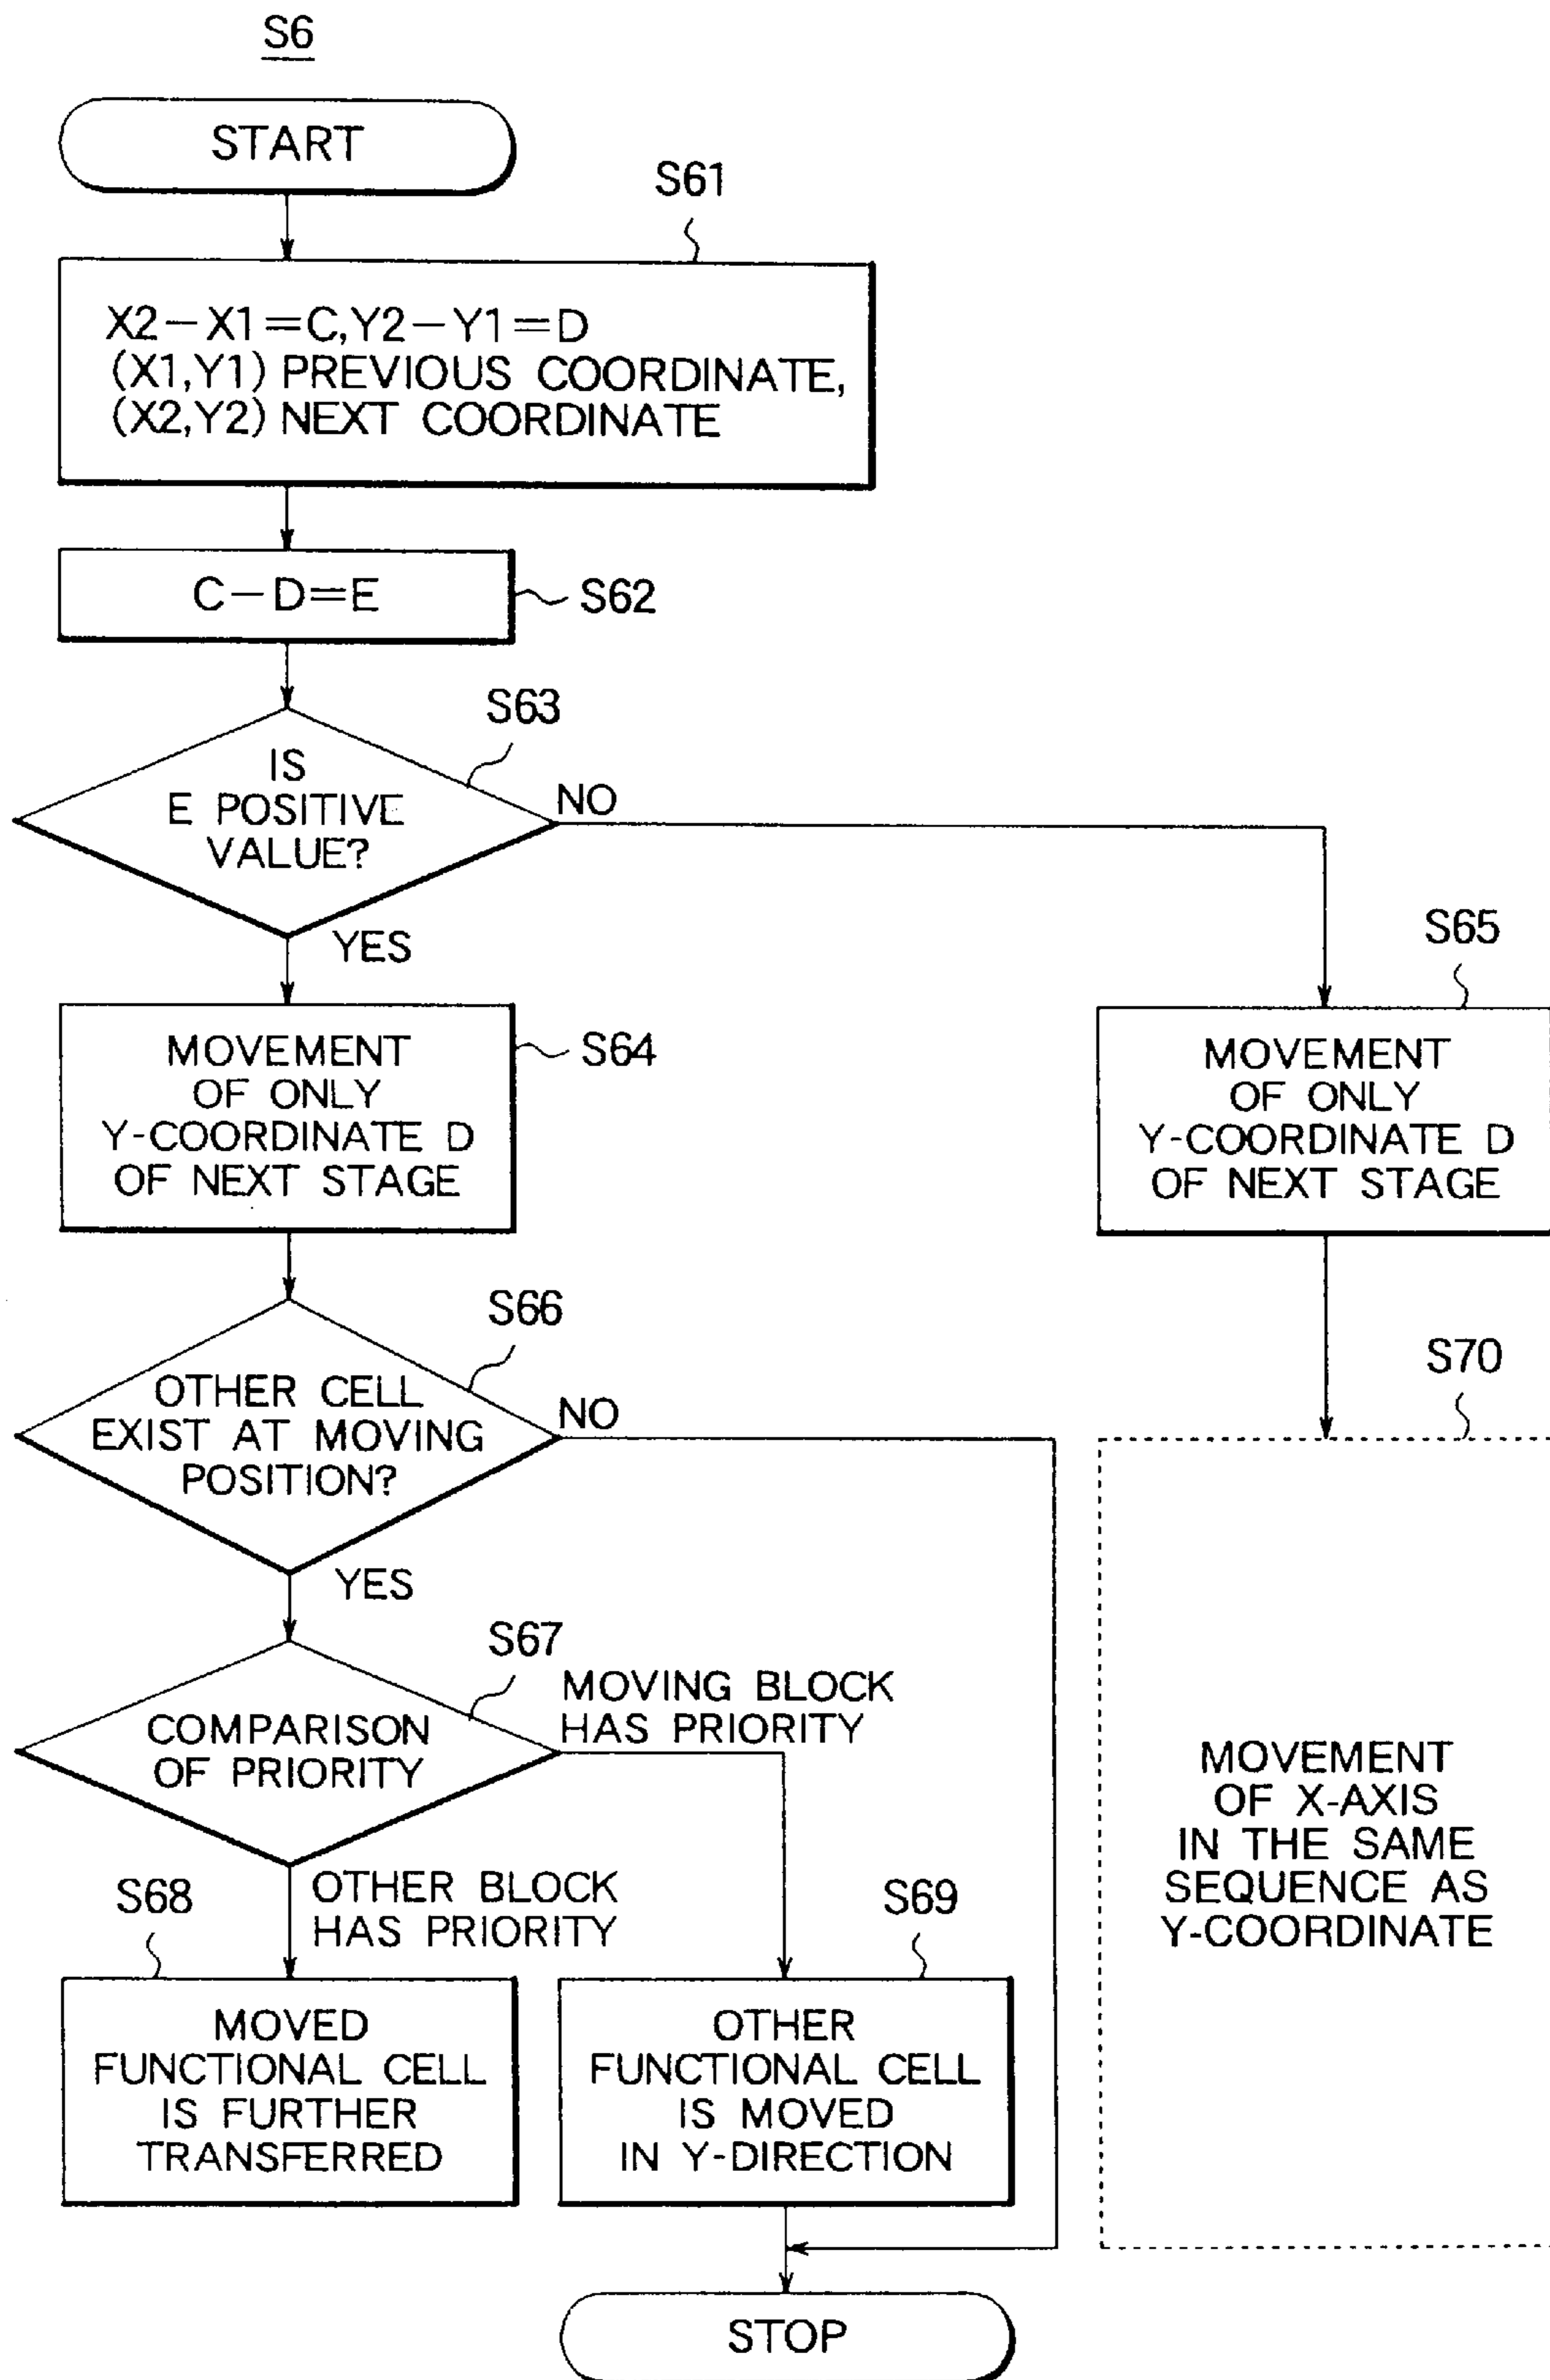 S6
START
S61
X2-X1=C,Y2-Y1=D
(X1,Y1) PREVIOUS COORDINATE,
(X2,Y2) NEXT COORDINATE
C-D=E
S62
S63
IS
E POSITIVE
VALUE?
NO
YES
S64
MOVEMENT
OF ONLY
Y-COORDINATE D
OF NEXT STAGE
S65
MOVEMENT
OF ONLY
Y-COORDINATE D
OF NEXT STAGE
S66
OTHER CELL
EXIST AT MOVING
POSITION?
NO
YES
S70
MOVEMENT
OF X-AXIS
IN THE SAME
SEQUENCE AS
Y-COORDINATE
S67
COMPARISON
OF PRIORITY
MOVING BLOCK
HAS PRIORITY
OTHER BLOCK
HAS PRIORITY
S68
MOVED
FUNCTIONAL CELL
IS FURTHER
TRANSFERRED
S69
OTHER
FUNCTIONAL CELL
IS MOVED
IN Y-DIRECTION
STOP